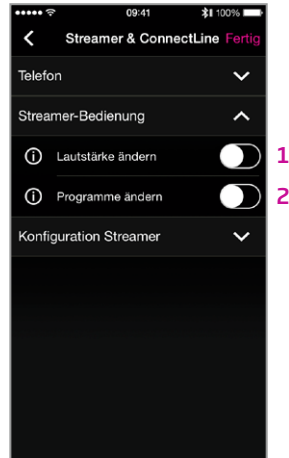 09:41 100%
Streamer & ConnectLine Fertig
Telefon
Streamer-Bedienung
Lautstärke ändern 1
Programme ändern 2
Konfiguration Streamer